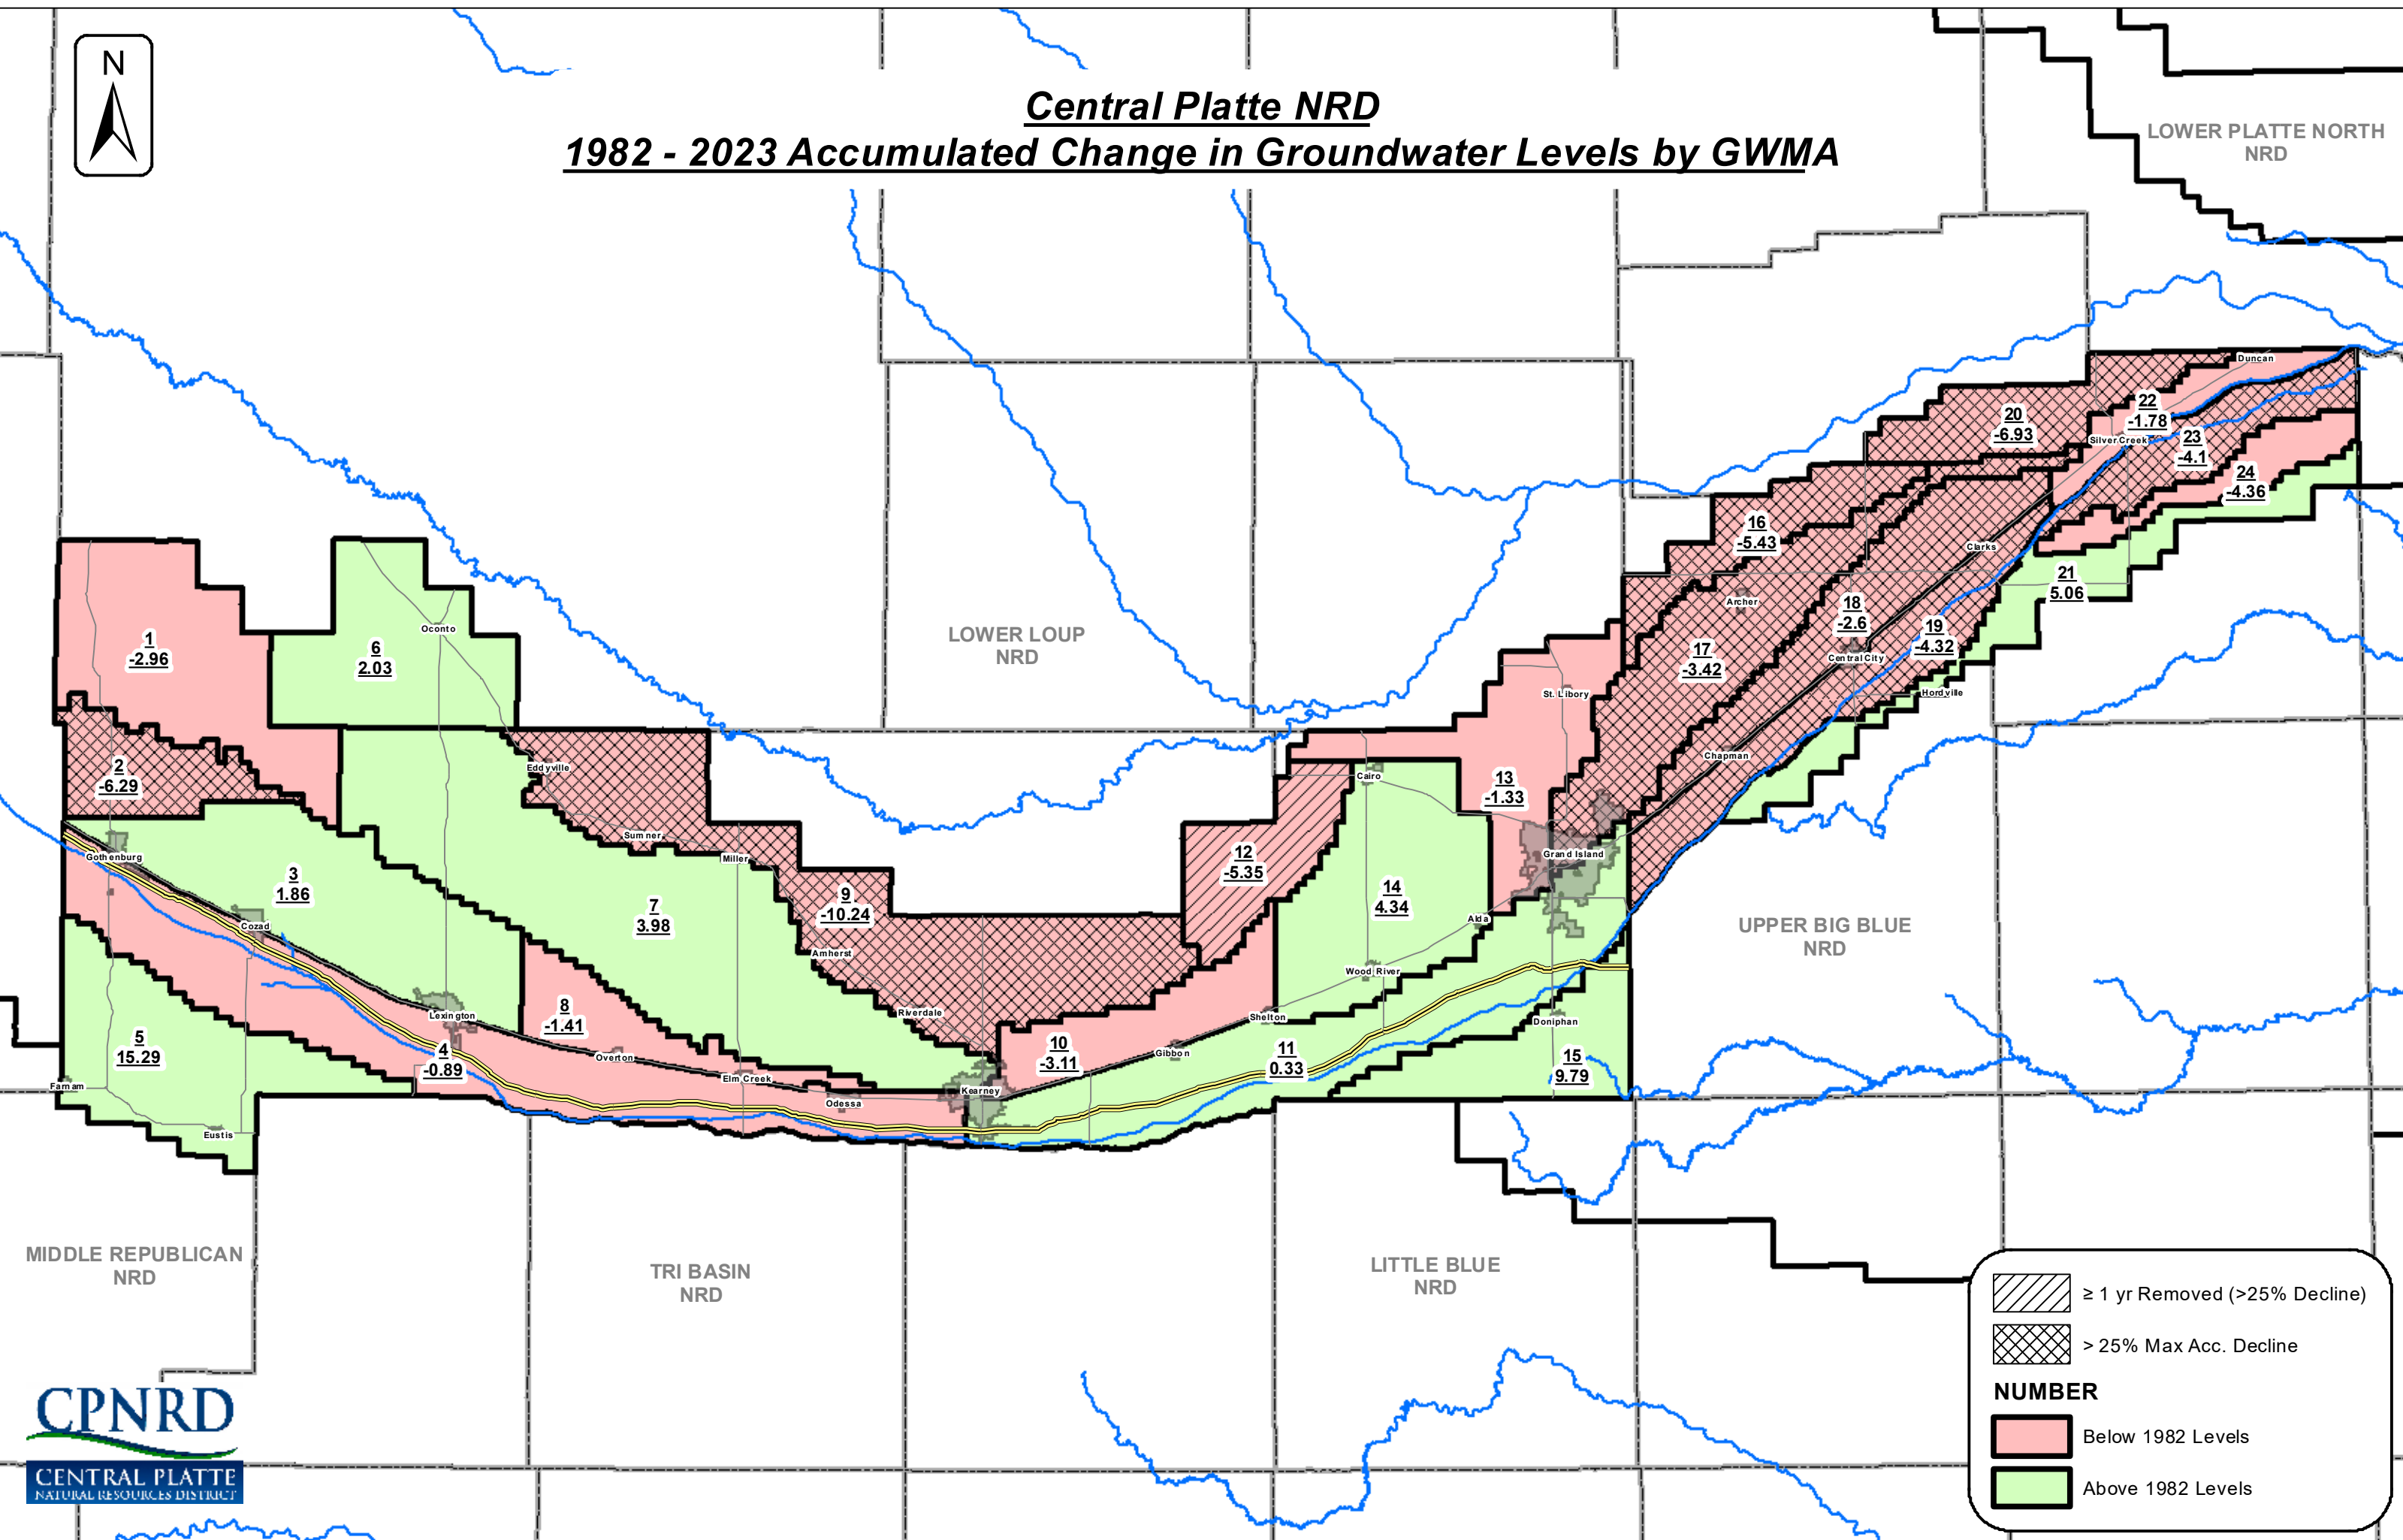 N
Central Platte NRD
1982 - 2023 Accumulated Change in Groundwater Levels by GWMA
LOWER PLATTE NORTH
NRD
Duncan
22
-1.78
20
-6.93
Silver Creek
23
-4.1
24
-4.36
16
-5.43
Clarks
21
5.06
Archer
18
-2.6
19
-4.32
17
-3.42
Central City
Hordville
Oconto
1
-2.96
6
2.03
LOWER LOUP
NRD
St. Libory
Chapman
2
-6.29
Eddyville
Cairo
13
-1.33
Sumner
Miller
Gothenburg
12
-5.35
Grand Island
3
1.86
14
4.34
9
-10.24
7
3.98
Cozad
Alda
UPPER BIG BLUE
NRD
Amherst
Wood River
8
-1.41
Lexington
Riverdale
Shelton
Doniphan
5
15.29
4
-0.89
Overton
10
-3.11
Gibbon
11
0.33
15
9.79
Farnam
Elm Creek
Kearney
Odessa
Eustis
MIDDLE REPUBLICAN
NRD
TRI BASIN
NRD
LITTLE BLUE
NRD
≥ 1 yr Removed (>25% Decline)
> 25% Max Acc. Decline
NUMBER
Below 1982 Levels
Above 1982 Levels
CPNRD
CENTRAL PLATTE
NATURAL RESOURCES DISTRICT